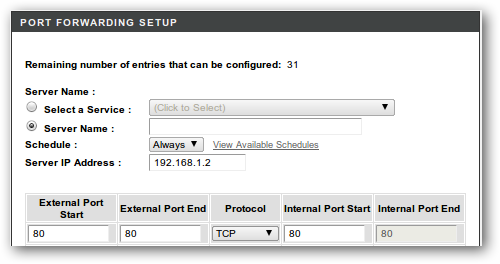 PORT FORWARDING SETUP
Remaining number of entries that can be configured: 31
Server Name :
Select a Service : (Click to Select)
Server Name :
Schedule : Always View Available Schedules
Server IP Address : 192.168.1.2
External Port Start External Port End Protocol Internal Port Start Internal Port End
80 80 TCP 80 80